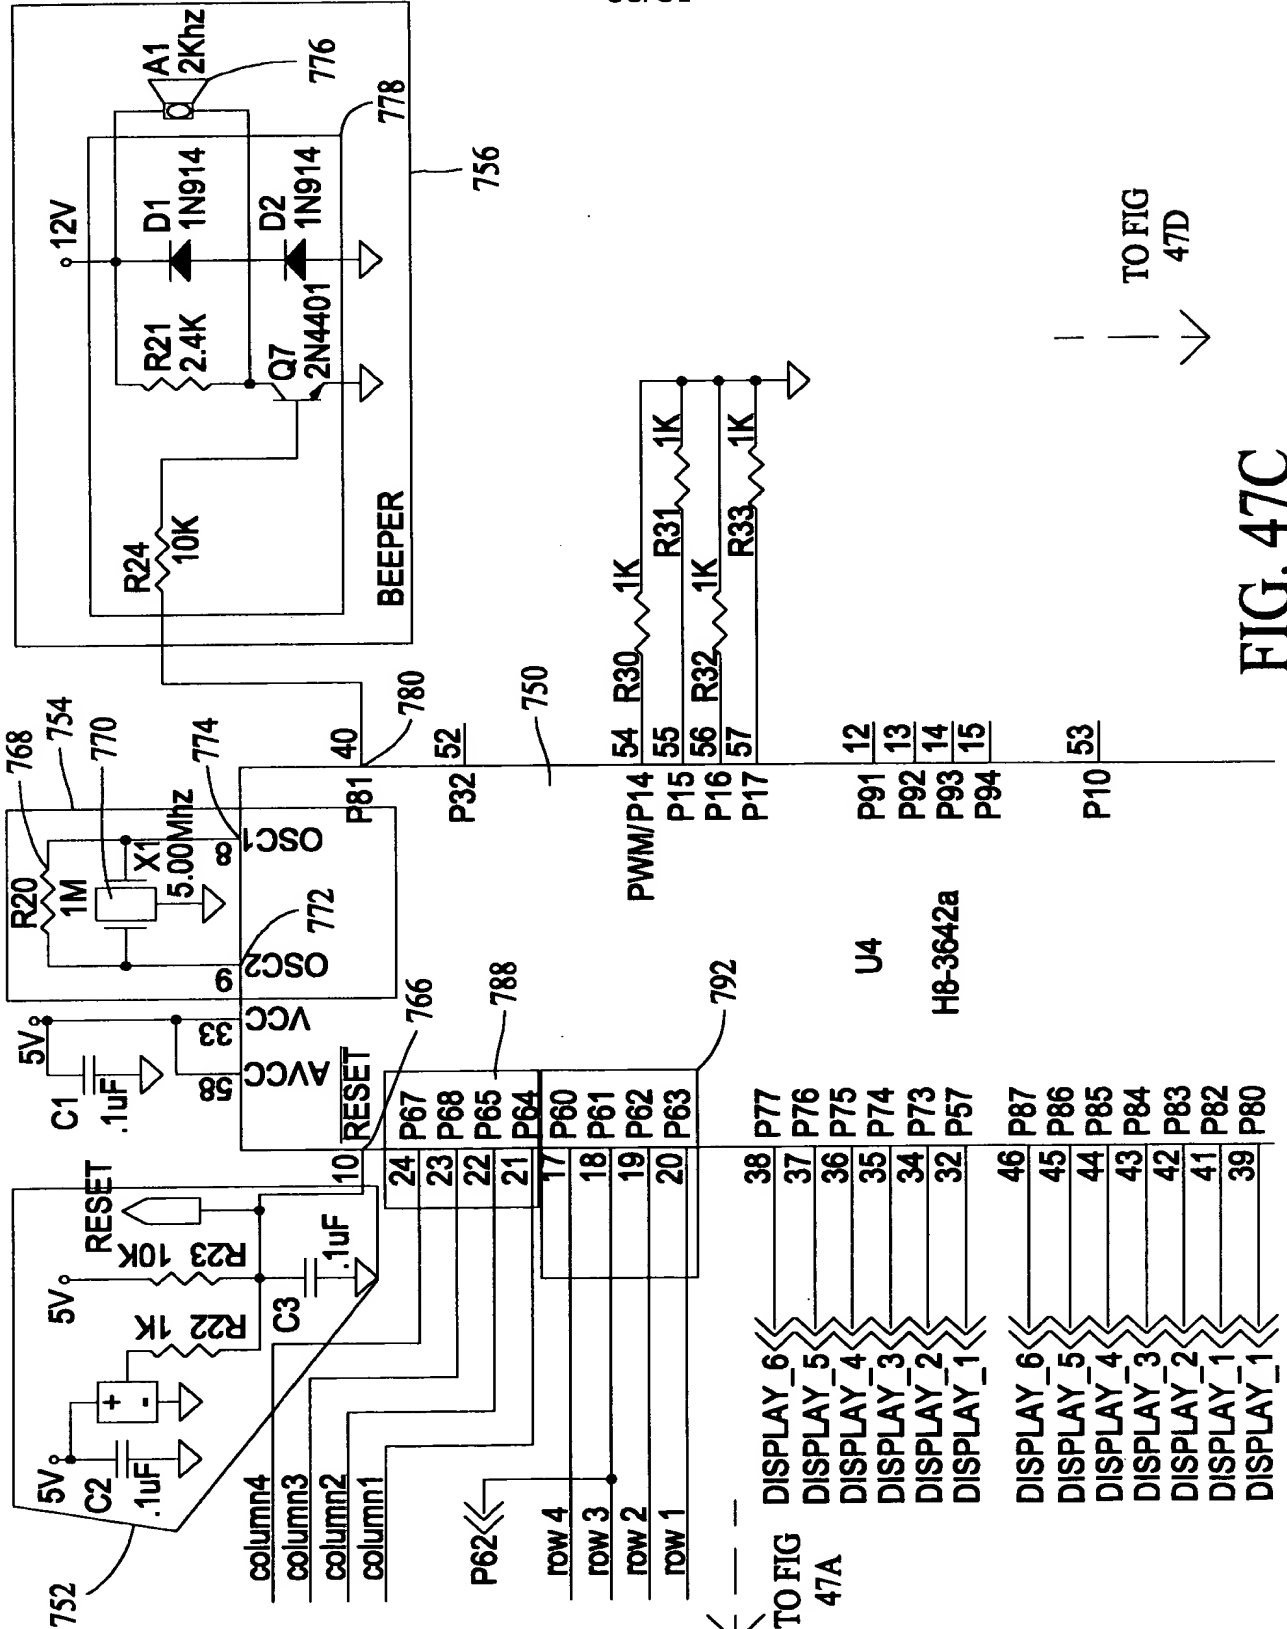 752
5V
C2
.1uF
+
-
5V
R22 1K
R23 10K
RESET
C3
.1uF
C1
.1uF
5V
768
754
770
774
R20
1M
X1
5.00Mhz
772
766
58
AVCC
33
VCC
9
OSC2
8
OSC1
10
RESET
12V
R24
10K
R21
2.4K
D1
1N914
A1
2Khz
776
Q7
2N4401
D2
1N914
778
756
BEEPER
P81
40
780
P32
52
750
PWM/P14
54
R30
1K
P15
55
R31
1K
P16
56
R32
1K
P17
57
R33
1K
P91
12
P92
13
P93
14
P94
15
P10
53
column4
24
P67
column3
23
P68
column2
22
P65
column1
21
P64
788
P62
row 4
17
P60
row 3
18
P61
row 2
19
P62
row 1
20
P63
792
U4
H8-3642a
DISPLAY_6
38
P77
DISPLAY_5
37
P76
DISPLAY_4
36
P75
DISPLAY_3
35
P74
DISPLAY_2
34
P73
DISPLAY_1
32
P57
DISPLAY_6
46
P87
DISPLAY_5
45
P86
DISPLAY_4
44
P85
DISPLAY_3
43
P84
DISPLAY_2
42
P83
DISPLAY_1
41
P82
DISPLAY_1
39
P80
TO FIG
47A
TO FIG
47D
FIG. 47C